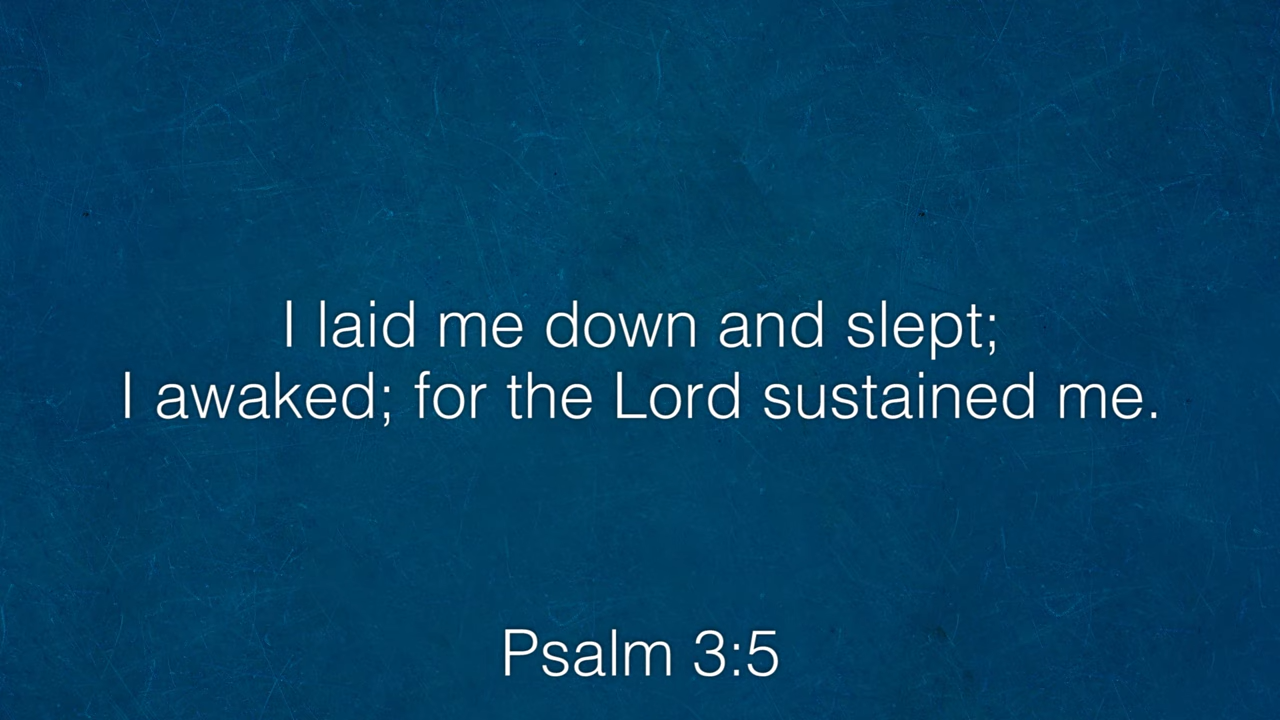 I laid me down and slept;
I awaked; for the Lord sustained me.
Psalm 3:5